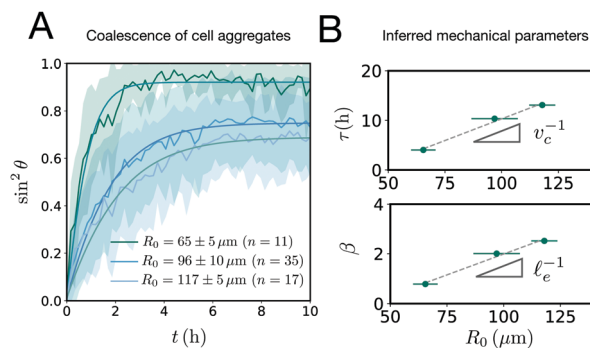 A Coalescence of cell aggregates
sin² θ
1.0
0.8
0.6
0.4
0.2
0.0
R₀ = 65 ± 5 μm (n = 11)
R₀ = 96 ± 10 μm (n = 35)
R₀ = 117 ± 5 μm (n = 17)
0 2 4 6 8 10
t (h)
B Inferred mechanical parameters
τ(h)
20
10
0
v_c⁻¹
50 75 100 125
β
4
2
0
ℓ_e⁻¹
50 75 100 125
R₀ (μm)